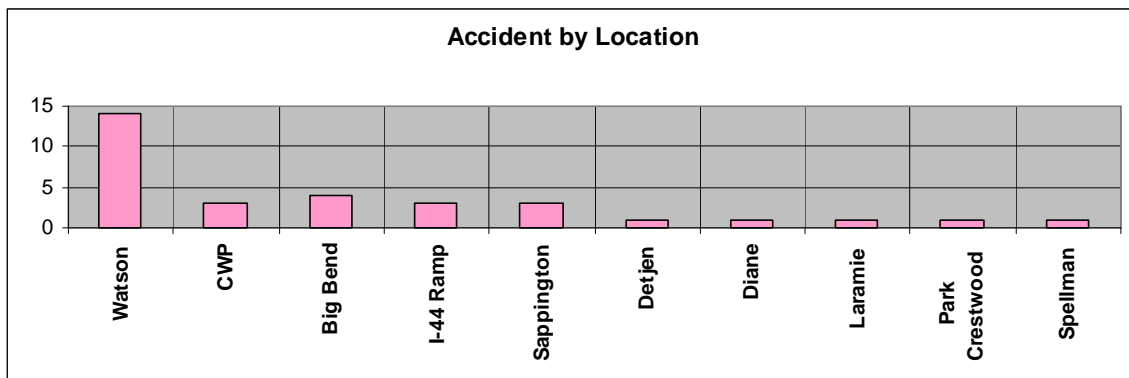 Accident by Location
15
10
5
0
Watson
CWP
Big Bend
I-44 Ramp
Sappington
Detjen
Diane
Laramie
Park
Crestwood
Spellman